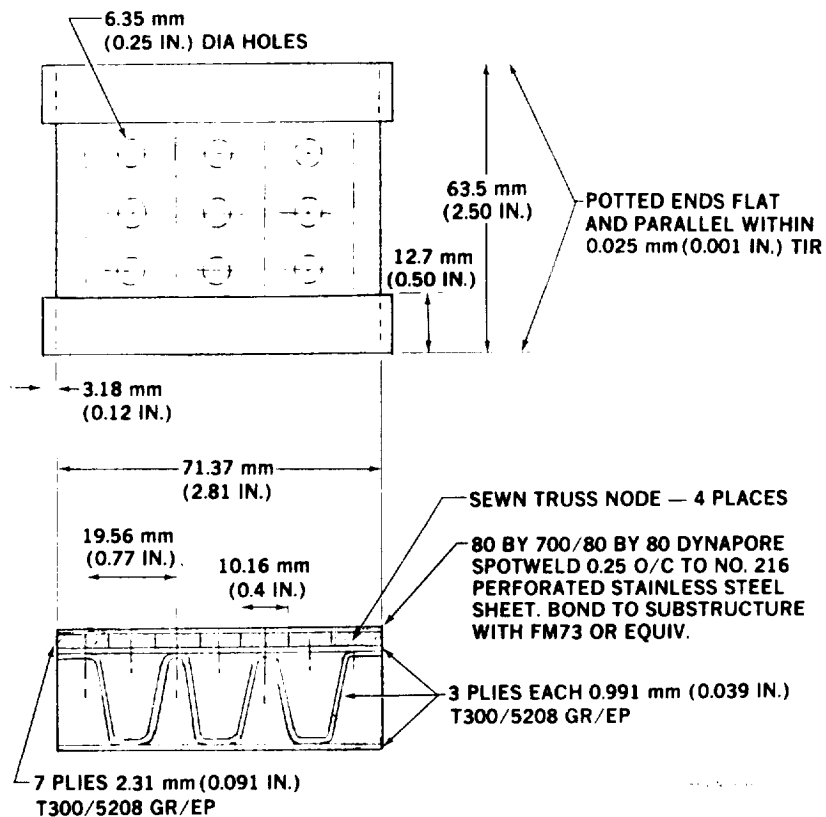 6.35 mm
(0.25 IN.) DIA HOLES
63.5 mm
(2.50 IN.)
POTTED ENDS FLAT
AND PARALLEL WITHIN
0.025 mm (0.001 IN.) TIR
12.7 mm
(0.50 IN.)
3.18 mm
(0.12 IN.)
71.37 mm
(2.81 IN.)
SEWN TRUSS NODE — 4 PLACES
19.56 mm
(0.77 IN.)
10.16 mm
(0.4 IN.)
80 BY 700/80 BY 80 DYNAPORE
SPOTWELD 0.25 O/C TO NO. 216
PERFORATED STAINLESS STEEL
SHEET. BOND TO SUBSTRUCTURE
WITH FM73 OR EQUIV.
3 PLIES EACH 0.991 mm (0.039 IN.)
T300/5208 GR/EP
7 PLIES 2.31 mm (0.091 IN.)
T300/5208 GR/EP